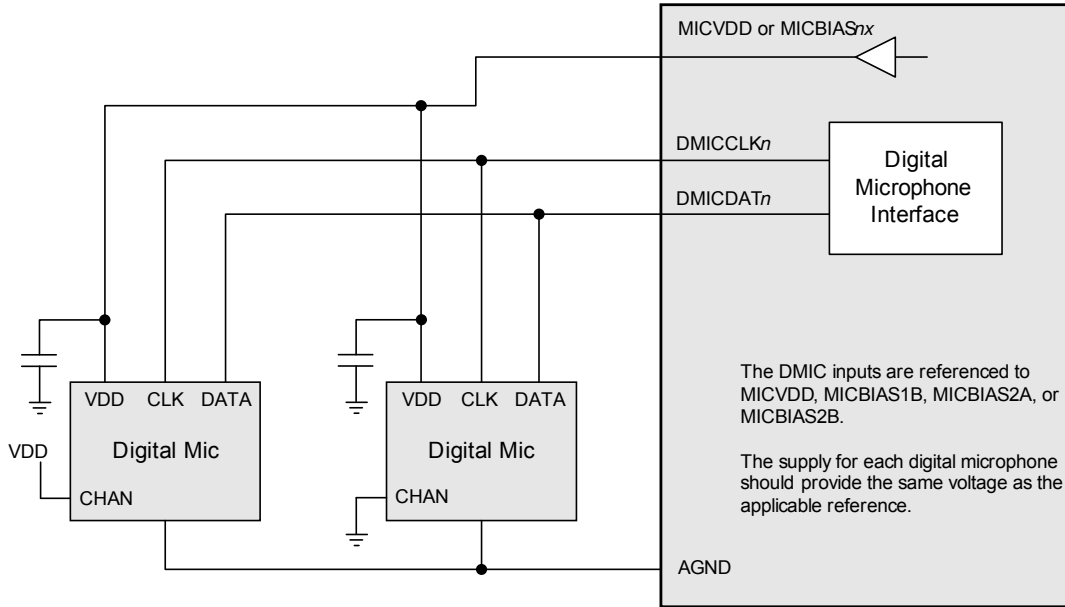 MICVDD or MICBIASnx
DMICCLKn
DMICDATn
Digital
Microphone
Interface
VDD CLK DATA
Digital Mic
VDD
CHAN
VDD CLK DATA
Digital Mic
CHAN
The DMIC inputs are referenced to
MICVDD, MICBIAS1B, MICBIAS2A, or
MICBIAS2B.
The supply for each digital microphone
should provide the same voltage as the
applicable reference.
AGND